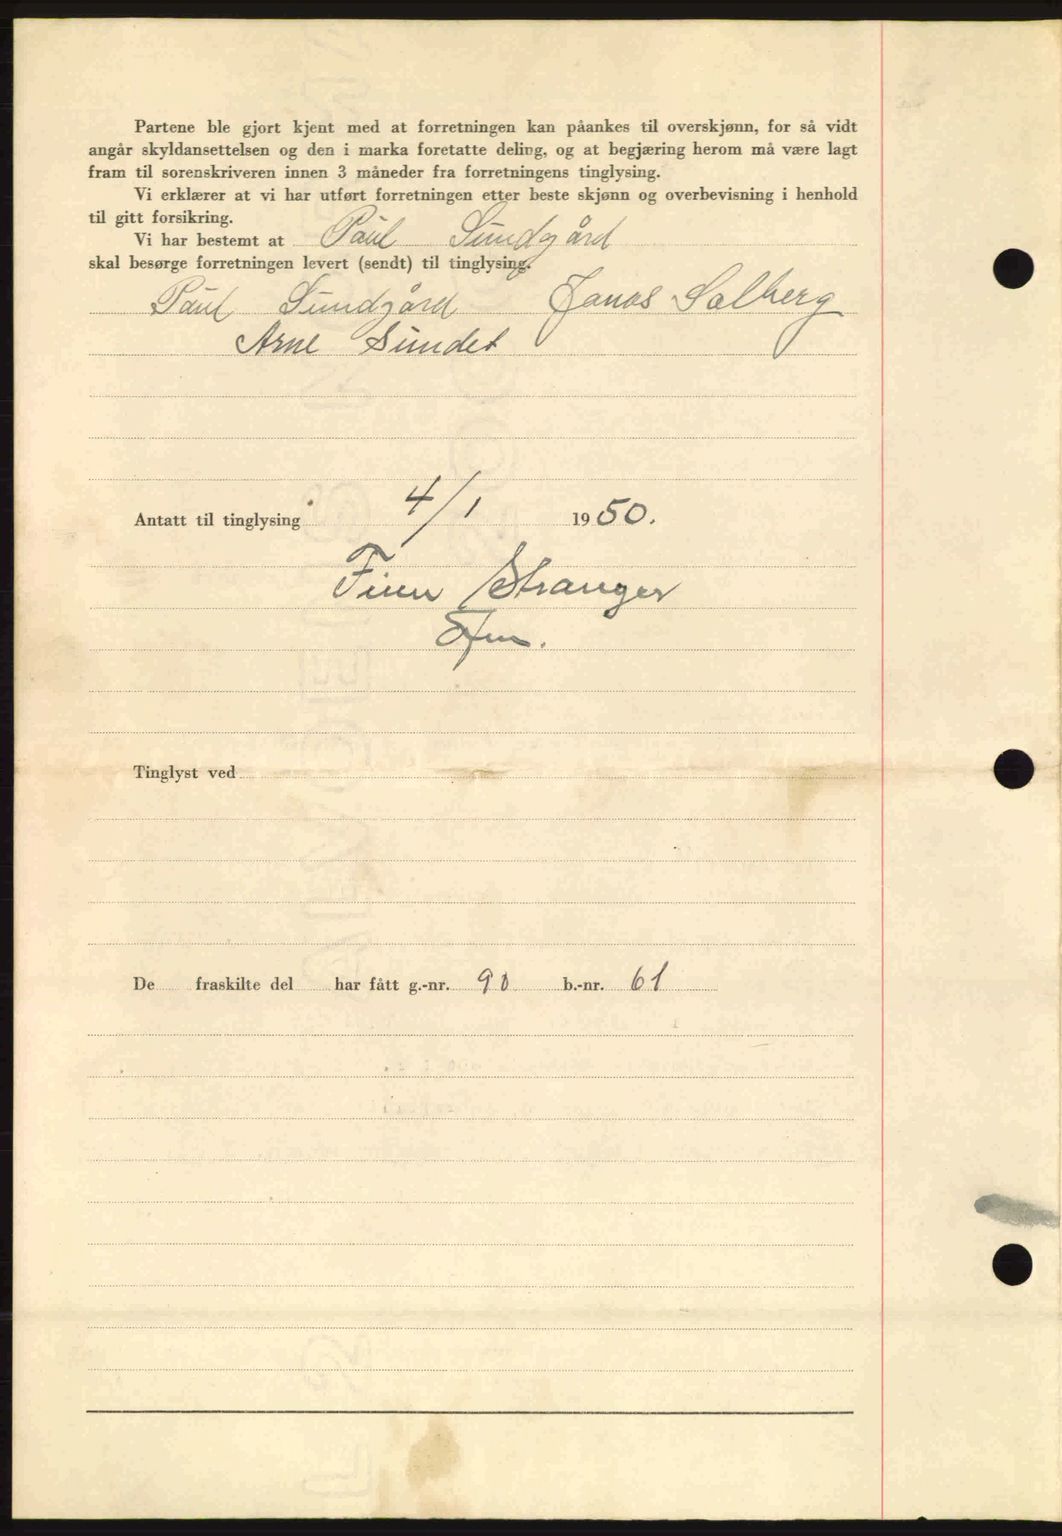 Partene ble gjort kjent med at forretningen kan påankes til overskjønn, for så vidt
angår skyldansettelsen og den i marka foretatte deling, og at begjæring herom må være lagt
fram til sorenskriveren innen 3 måneder fra forretningens tinglysing.
Vi erklærer at vi har utført forretningen etter beste skjønn og overbevisning i henhold
til gitt forsikring.
Vi har bestemt at Paul Sundgård
skal besørge forretningen levert (sendt) til tinglysing.
Paul Sundgård Jonas Solberg
Arne Sundet
Antatt til tinglysing 4/1 1950.
Finn Stranger
Tinglyst ved
De fraskilte del har fått g.-nr. 90 b.-nr. 61